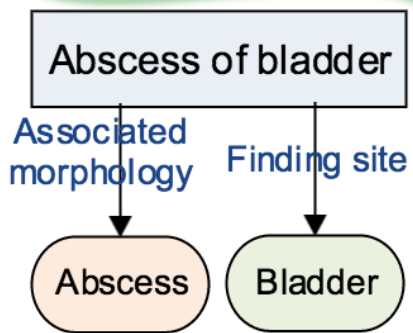 Abscess of bladder
Associated
morphology
Finding site
Abscess
Bladder